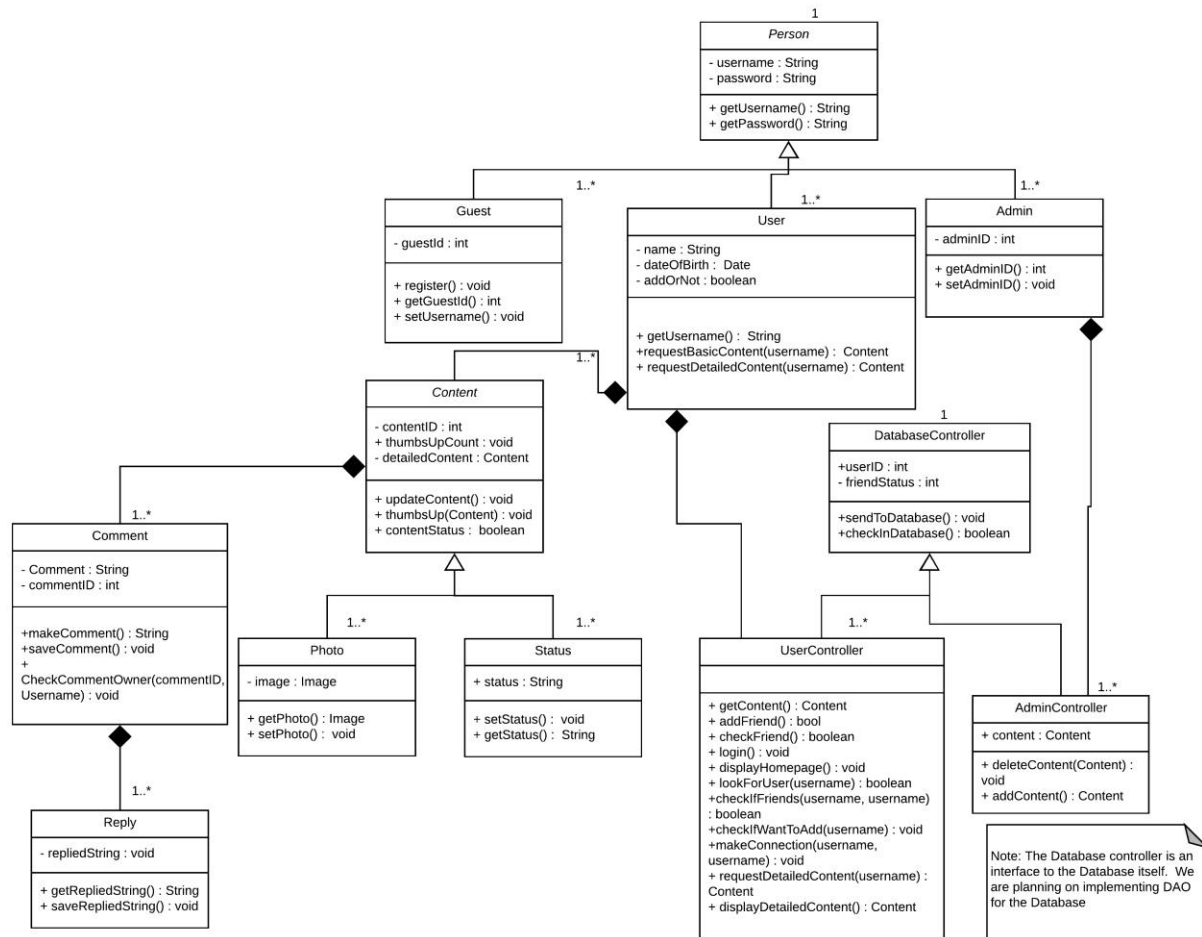 1
Person
- username : String
- password : String
+ getUsername() : String
+ getPassword() : String
1..*
1..*
1..*
Guest
- guestId : int
+ register() : void
+ getGuestId() : int
+ setUsername() : void
User
- name : String
- dateOfBirth : Date
- addOrNot : boolean
+ getUsername() : String
+requestBasicContent(username) : Content
+ requestDetailedContent(username) : Content
Admin
- adminID : int
+ getAdminID() : int
+ setAdminID() : void
1..*
Content
- contentID : int
+ thumbsUpCount : void
- detailedContent : Content
+ updateContent() : void
+ thumbsUp(Content) : void
+ contentStatus : boolean
1
DatabaseController
+userID : int
- friendStatus : int
+sendToDatabase() : void
+checkInDatabase() : boolean
1..*
Comment
- Comment : String
- commentID : int
+makeComment() : String
+saveComment() : void
+
CheckCommentOwner(commentID,
Username) : void
1..*
Photo
- image : Image
+ getPhoto() : Image
+ setPhoto() : void
1..*
Status
+ status : String
+ setStatus() : void
+ getStatus() : String
1..*
UserController
+ getContent() : Content
+ addFriend() : bool
+ checkFriend() : boolean
+ login() : void
+ displayHomepage() : void
+ lookForUser(username) : boolean
+checkIfFriends(username, username)
: boolean
+checkIfWantToAdd(username) : void
+makeConnection(username,
username) : void
+ requestDetailedContent(username) :
Content
+ displayDetailedContent() : Content
1..*
AdminController
+ content : Content
+ deleteContent(Content) :
void
+ addContent() : Content
1..*
Reply
- repliedString : void
+ getRepliedString() : String
+ saveRepliedString() : void
Note: The Database controller is an
interface to the Database itself. We
are planning on implementing DAO
for the Database